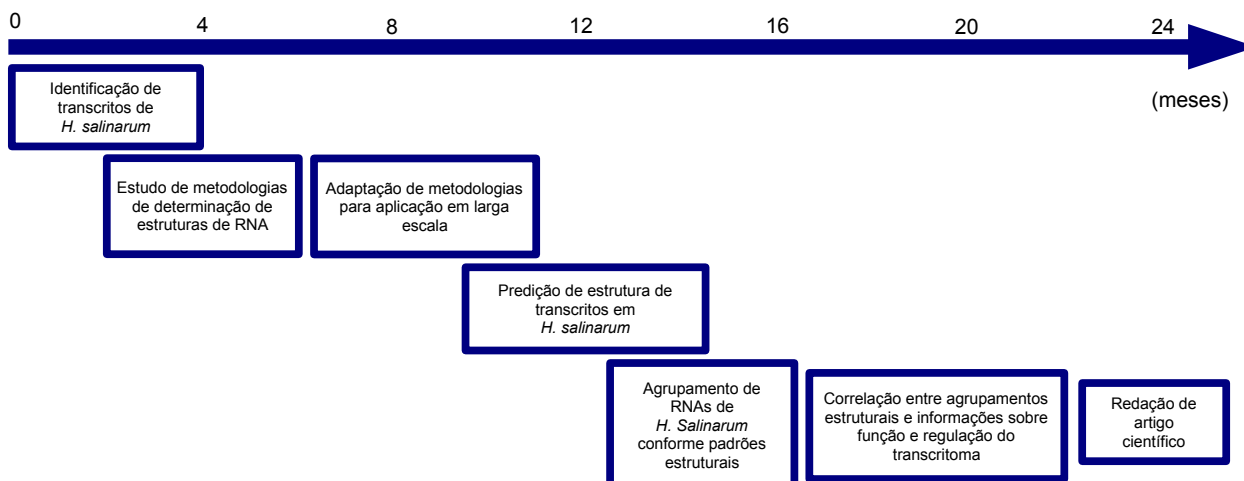 0 4 8 12 16 20 24
(meses)
Identificação de
transcritos de
H. salinarum
Estudo de metodologias
de determinação de
estruturas de RNA
Adaptação de metodologias
para aplicação em larga
escala
Predição de estrutura de
transcritos em
H. salinarum
Agrupamento de
RNAs de
H. Salinarum
conforme padrões
estruturais
Correlação entre agrupamentos
estruturais e informações sobre
função e regulação do
transcritoma
Redação de
artigo
científico